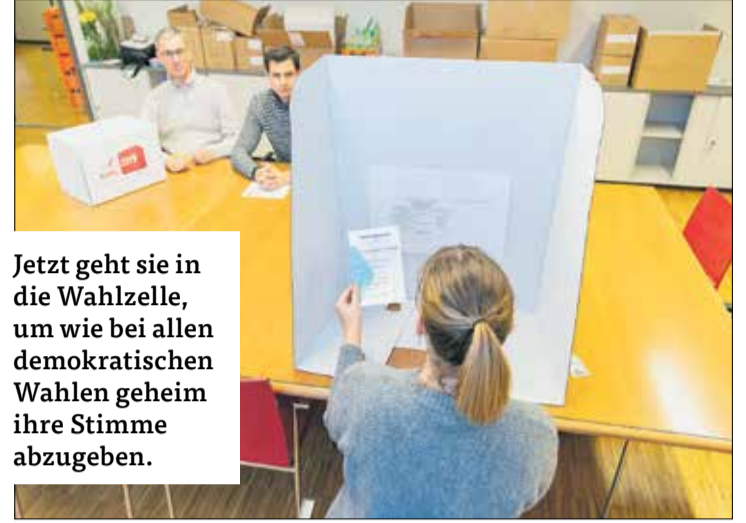 Jetzt geht sie in
die Wahlzelle,
um wie bei allen
demokratischen
Wahlen geheim
ihre Stimme
abzugeben.